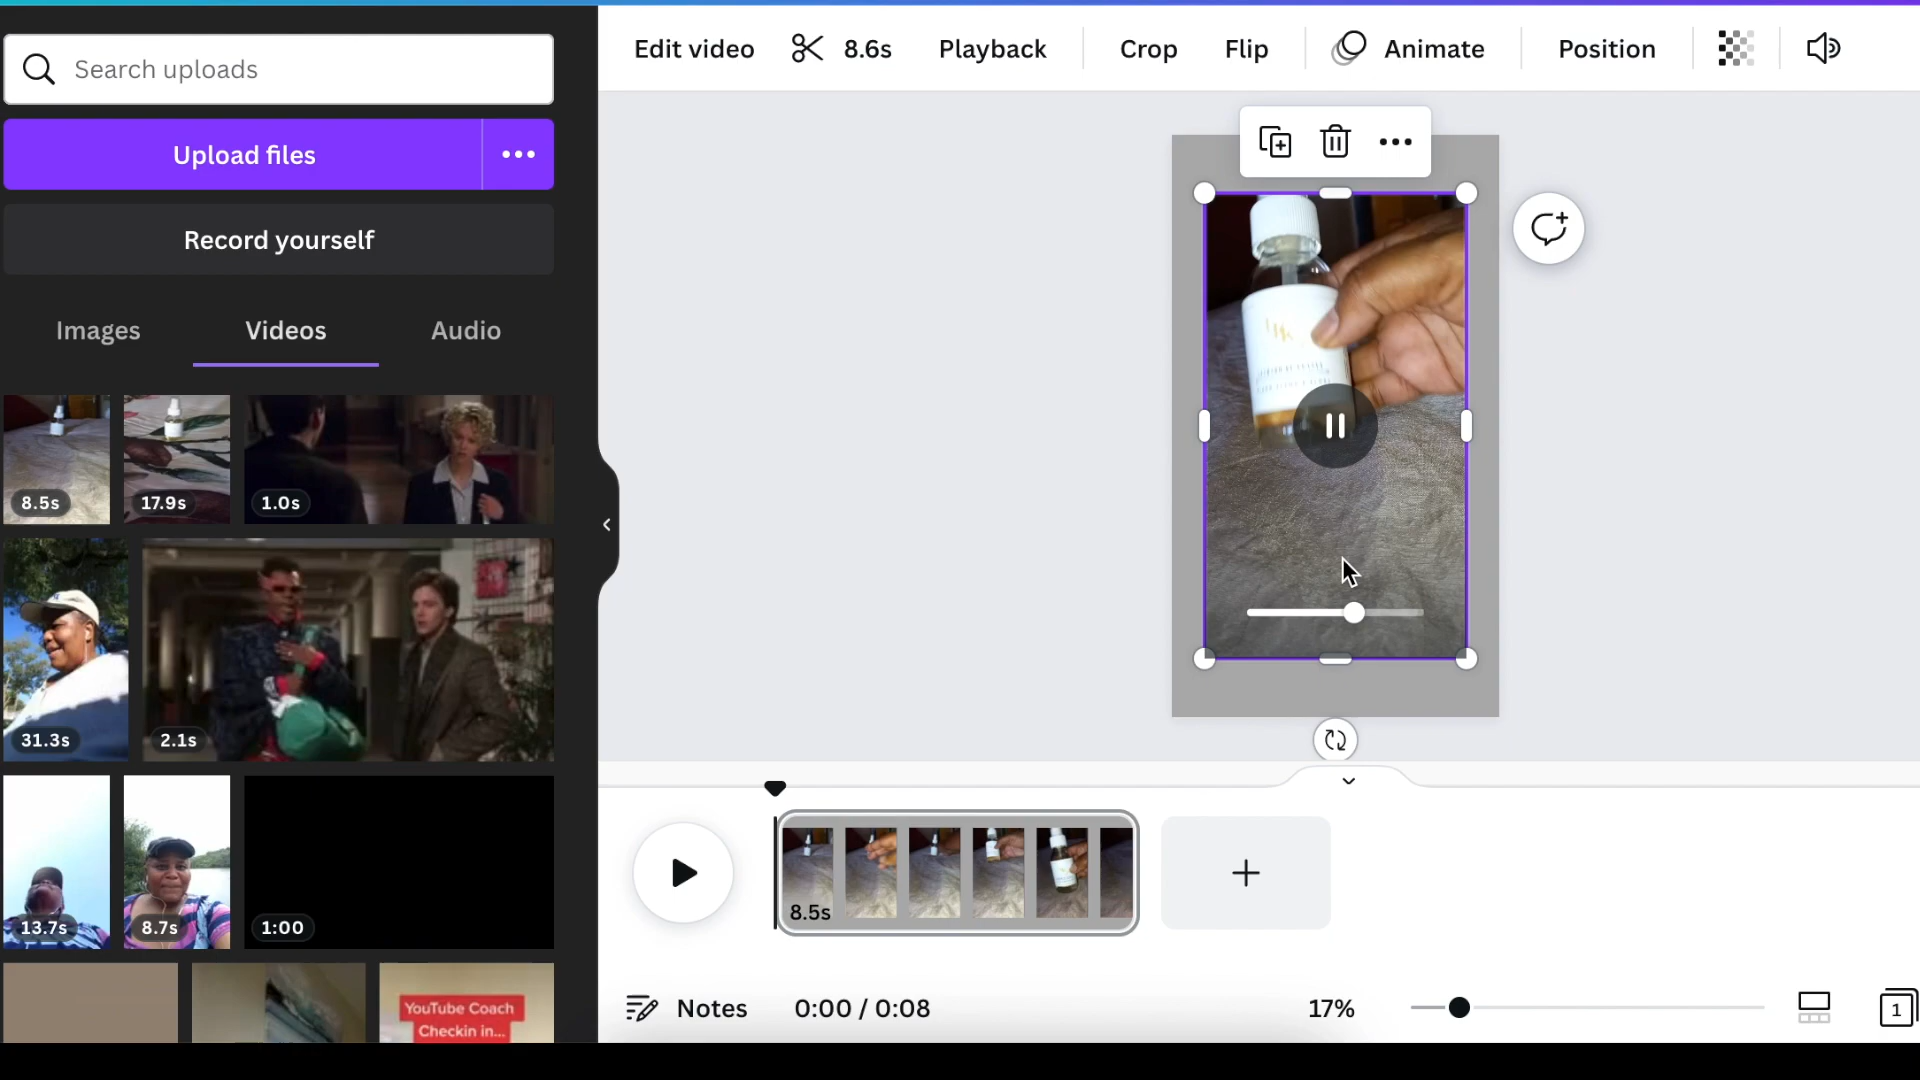 Search uploads
Upload files
Record yourself
Images Videos Audio
8.5s 17.9s 1.0s
31.3s 2.1s
13.7s 8.7s 1:00
YouTube Coach
Checkin in...
Edit video 8.6s Playback Crop Flip Animate Position
8.5s
Notes 0:00 / 0:08 17% 1